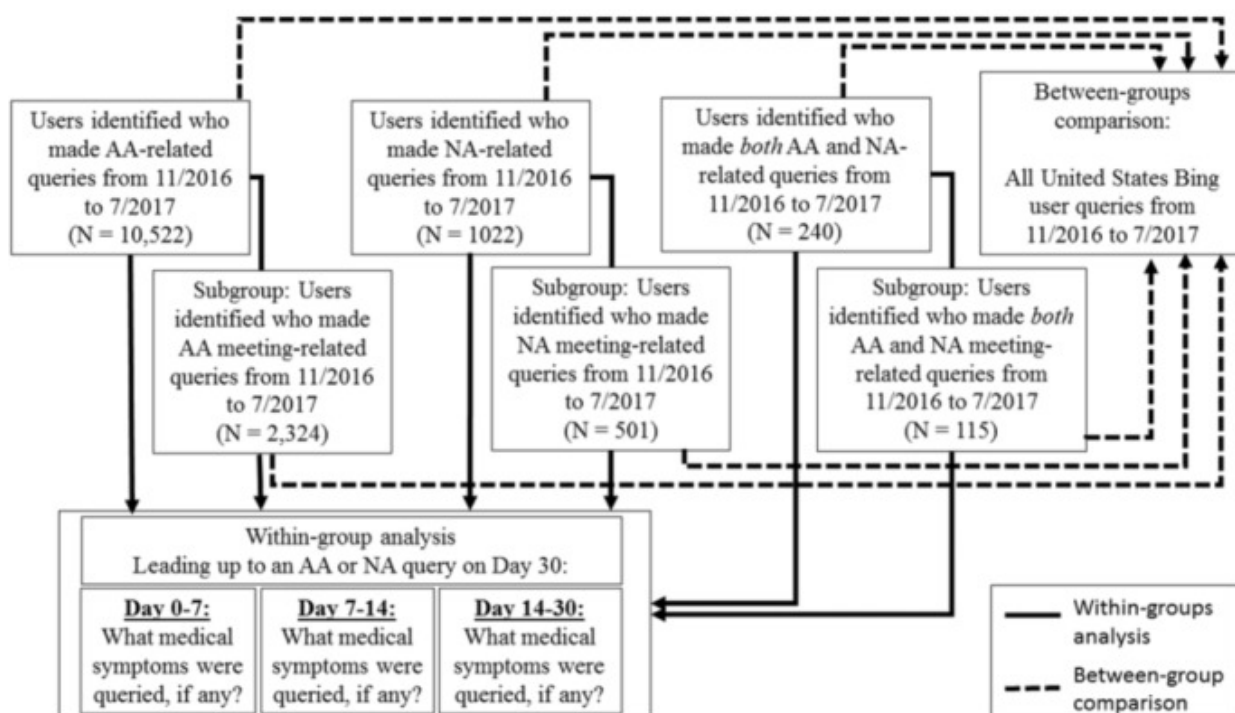 Users identified who
made AA-related
queries from 11/2016
to 7/2017
(N = 10,522)
Users identified who
made NA-related
queries from 11/2016
to 7/2017
(N = 1022)
Users identified who
made both AA and NA-
related queries from
11/2016 to 7/2017
(N = 240)
Between-groups
comparison:
All United States Bing
user queries from
11/2016 to 7/2017
Subgroup: Users
identified who made
AA meeting-related
queries from 11/2016
to 7/2017
(N = 2,324)
Subgroup: Users
identified who made
NA meeting-related
queries from 11/2016
to 7/2017
(N = 501)
Subgroup: Users
identified who made both
AA and NA meeting-
related queries from
11/2016 to 7/2017
(N = 115)
Within-group analysis
Leading up to an AA or NA query on Day 30:
Day 0-7:
What medical
symptoms were
queried, if any?
Day 7-14:
What medical
symptoms were
queried, if any?
Day 14-30:
What medical
symptoms were
queried, if any?
Within-groups
analysis
Between-group
comparison